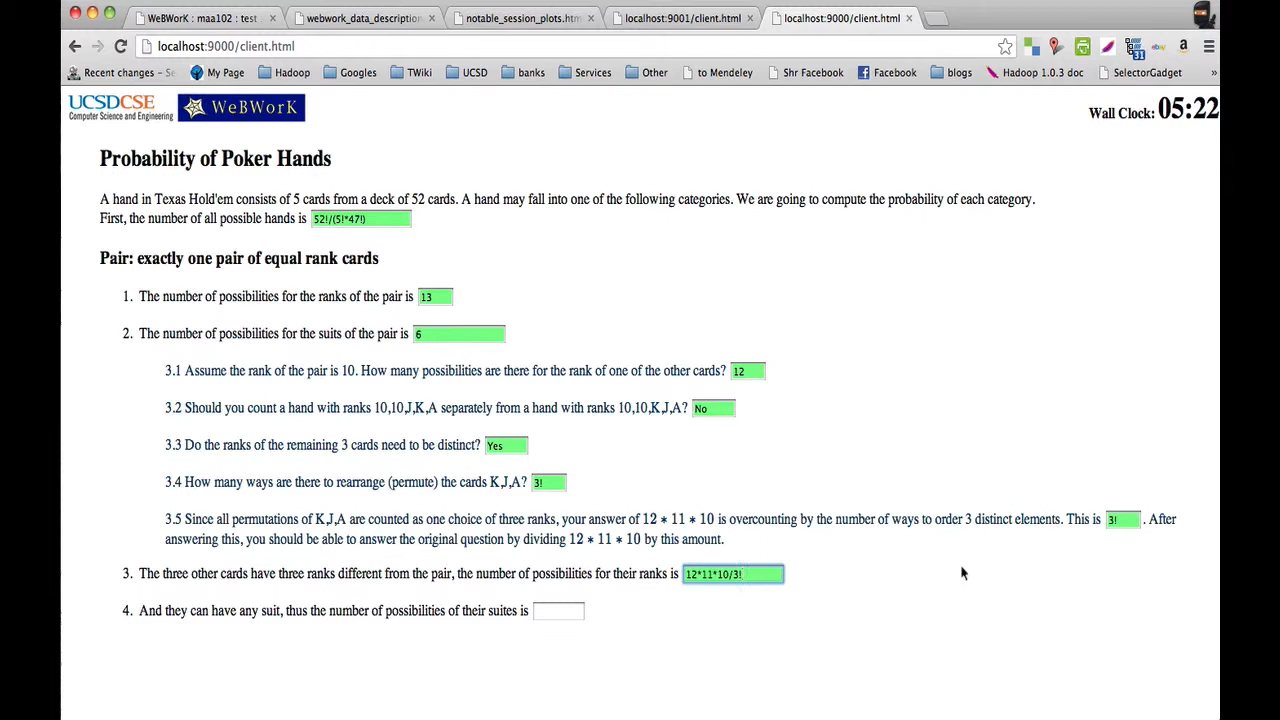 WeBWorK : maa102 : test
webwork_data_description
notable_session_plots.htm
localhost:9001/client.html
localhost:9000/client.html
localhost:9000/client.html
31
ebay
a
Recent changes – Se
My Page
Hadoop
Googles
TWiki
UCSD
banks
Services
Other
to Mendeley
Shr Facebook
Facebook
blogs
Hadoop 1.0.3 doc
SelectorGadget
»
UCSDCSE
Computer Science and Engineering
WeBWorK
Wall Clock: 05:22
Probability of Poker Hands
A hand in Texas Hold'em consists of 5 cards from a deck of 52 cards. A hand may fall into one of the following categories. We are going to compute the probability of each category.
First, the number of all possible hands is 52!/(5!*47!)
Pair: exactly one pair of equal rank cards
1. The number of possibilities for the ranks of the pair is 13
2. The number of possibilities for the suits of the pair is 6
3.1 Assume the rank of the pair is 10. How many possibilities are there for the rank of one of the other cards? 12
3.2 Should you count a hand with ranks 10,10,J,K,A separately from a hand with ranks 10,10,K,J,A? No
3.3 Do the ranks of the remaining 3 cards need to be distinct? Yes
3.4 How many ways are there to rearrange (permute) the cards K,J,A? 3!
3.5 Since all permutations of K,J,A are counted as one choice of three ranks, your answer of 12 * 11 * 10 is overcounting by the number of ways to order 3 distinct elements. This is 3! . After
answering this, you should be able to answer the original question by dividing 12 * 11 * 10 by this amount.
3. The three other cards have three ranks different from the pair, the number of possibilities for their ranks is 12*11*10/3!
4. And they can have any suit, thus the number of possibilities of their suites is